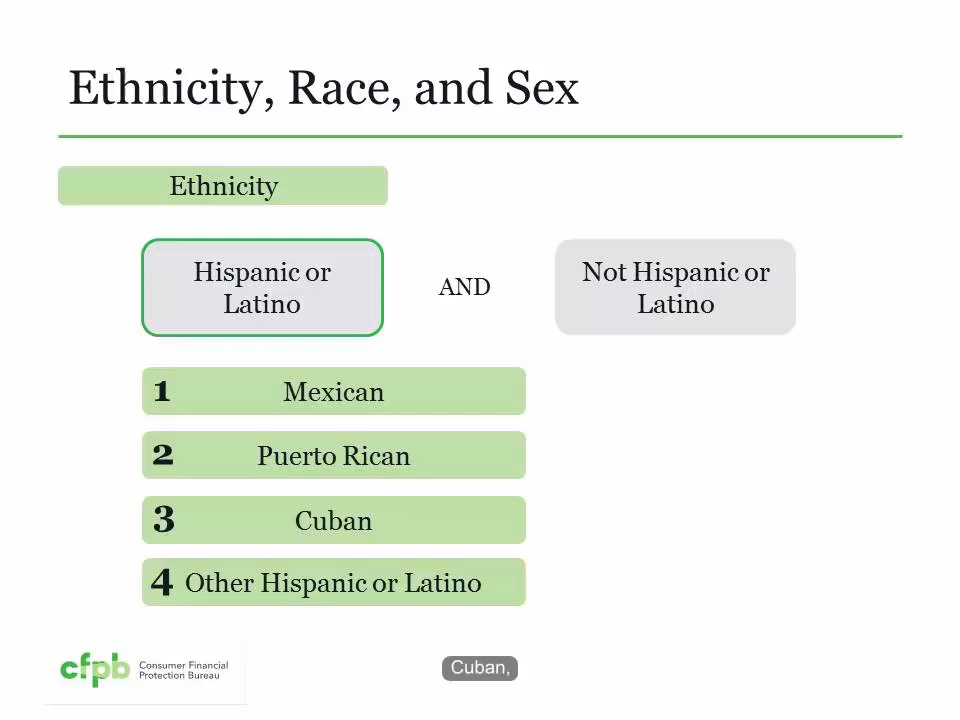 Ethnicity, Race, and Sex
Ethnicity
Hispanic or
Latino
AND
Not Hispanic or
Latino
1 Mexican
2 Puerto Rican
3 Cuban
4 Other Hispanic or Latino
cfpb
Consumer Financial
Protection Bureau
Cuban,